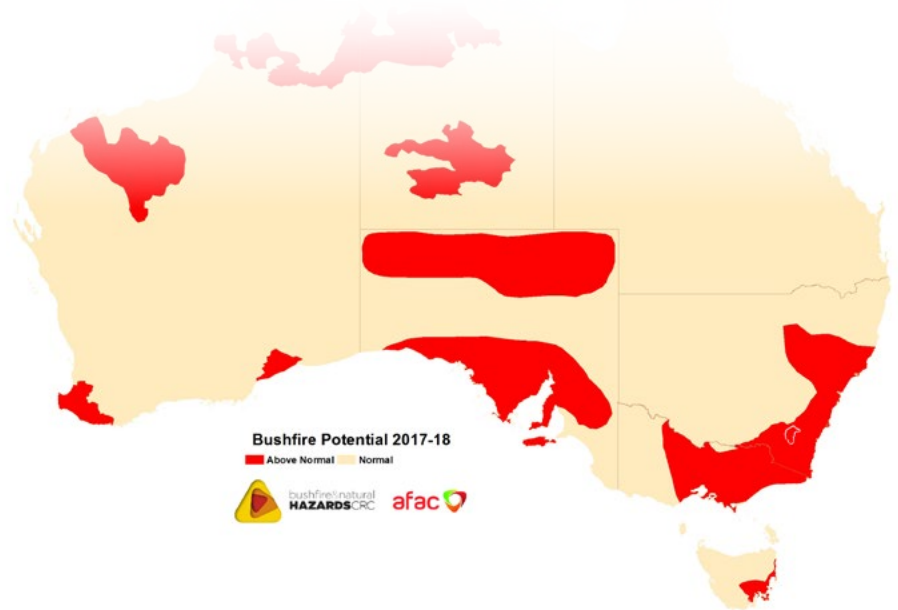 Bushfire Potential 2017-18
Above Normal Normal
bushfire&natural
HAZARDSCRC
afac